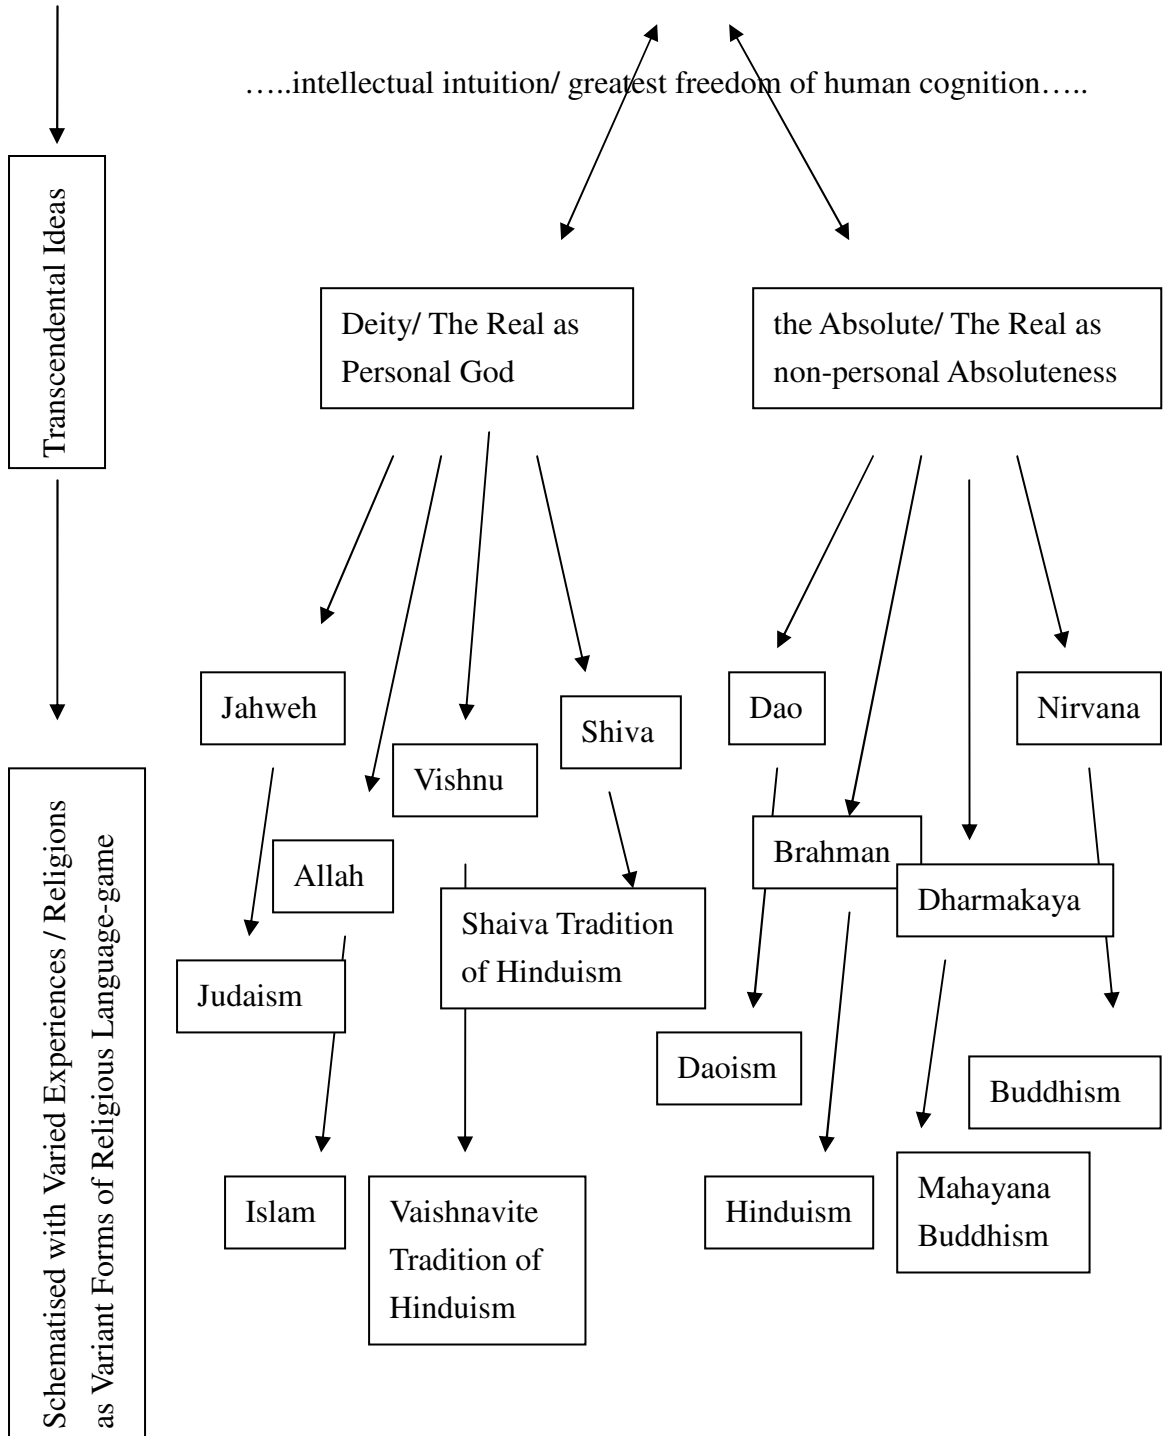 …..intellectual intuition/ greatest freedom of human cognition…..
Transcendental Ideas
Deity/ The Real as
Personal God
the Absolute/ The Real as
non-personal Absoluteness
Jahweh
Vishnu
Shiva
Dao
Nirvana
Allah
Brahman
Dharmakaya
Judaism
Shaiva Tradition
of Hinduism
Daoism
Buddhism
Islam
Vaishnavite
Tradition of
Hinduism
Hinduism
Mahayana
Buddhism
Schematised with Varied Experiences / Religions
as Variant Forms of Religious Language-game